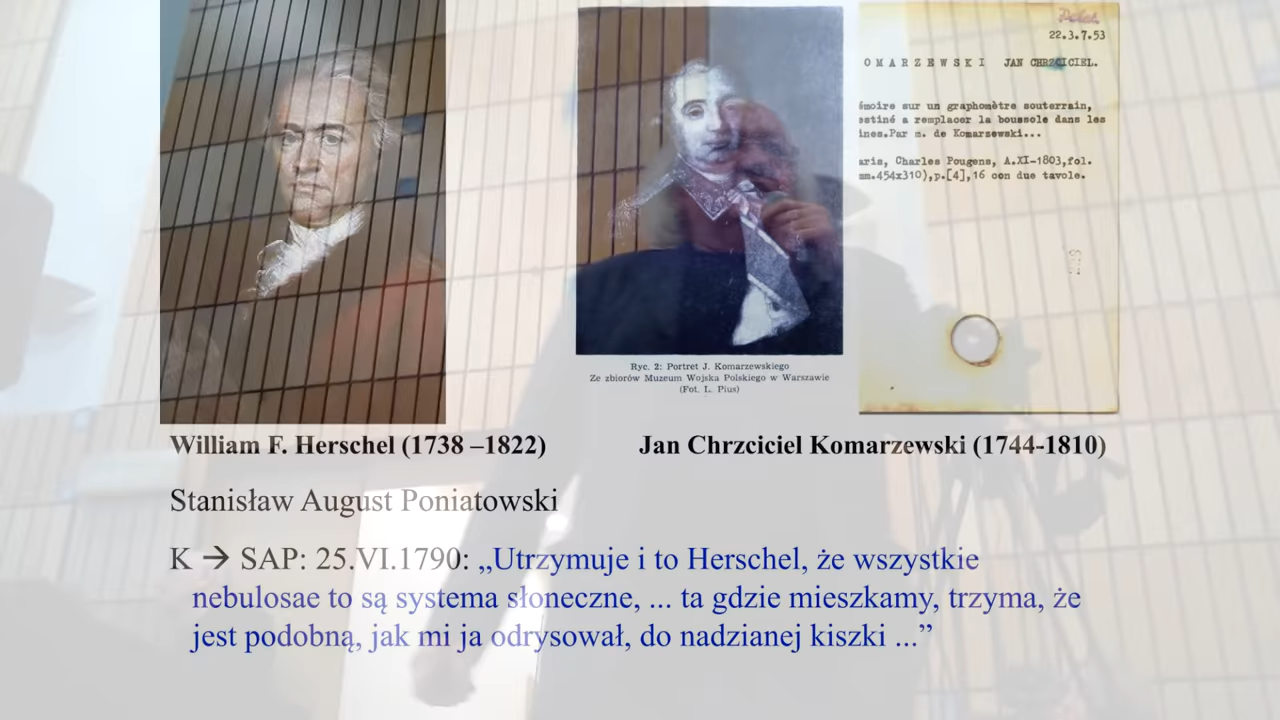 Polach
22.3.7.53
OMARZEWSKI JAN CHRZCICIEL.
émoire sur un graphomètre souterrain,
estiné a remplacer la boussole dans les
ines.Par m. de Komarzewski...
aris, Charles Pougens, A.XI-1803,fol.
mm.454x310),p.[4],16 con due tavole.
Ryc. 2: Portret J. Komarzewskiego
Ze zbiorów Muzeum Wojska Polskiego w Warszawie
(Fot. L. Pius)
William F. Herschel (1738 –1822)
Jan Chrzciciel Komarzewski (1744-1810)
Stanisław August Poniatowski
K → SAP: 25.VI.1790: „Utrzymuje i to Herschel, że wszystkie
nebulosae to są systema słoneczne, ... ta gdzie mieszkamy, trzyma, że
jest podobną, jak mi ja odrysował, do nadzianej kiszki ...”